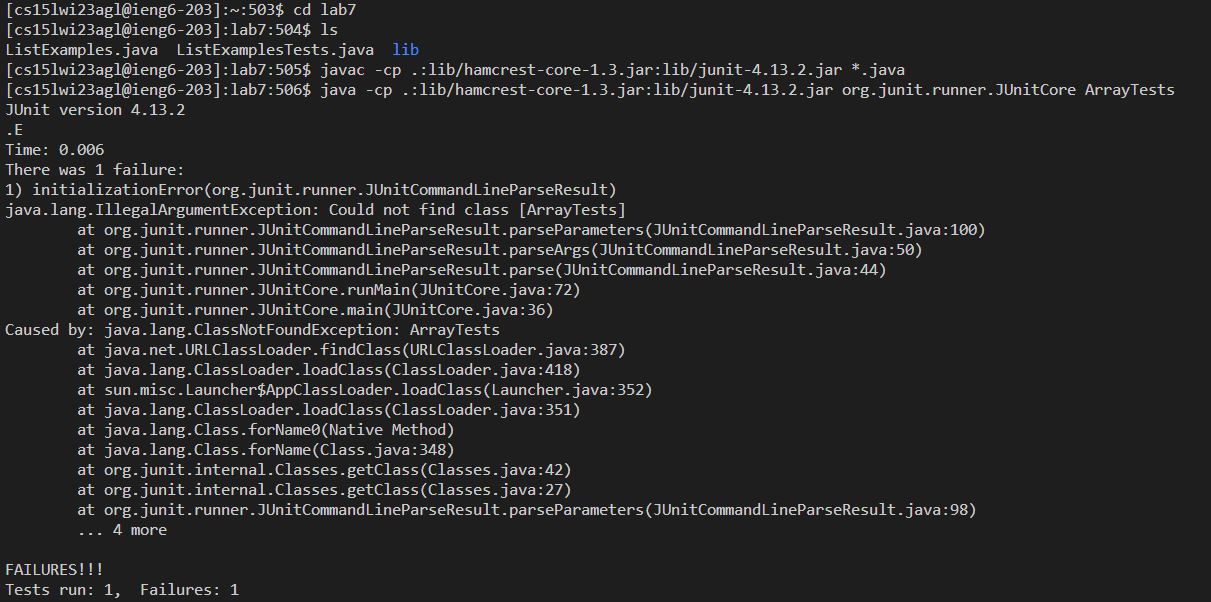 [cs15lwi23agl@ieng6-203]:~:503$ cd lab7
[cs15lwi23agl@ieng6-203]:lab7:504$ ls
ListExamples.java  ListExamplesTests.java  lib
[cs15lwi23agl@ieng6-203]:lab7:505$ javac -cp .:lib/hamcrest-core-1.3.jar:lib/junit-4.13.2.jar *.java
[cs15lwi23agl@ieng6-203]:lab7:506$ java -cp .:lib/hamcrest-core-1.3.jar:lib/junit-4.13.2.jar org.junit.runner.JUnitCore ArrayTests
JUnit version 4.13.2
.E
Time: 0.006
There was 1 failure:
1) initializationError(org.junit.runner.JUnitCommandLineParseResult)
java.lang.IllegalArgumentException: Could not find class [ArrayTests]
        at org.junit.runner.JUnitCommandLineParseResult.parseParameters(JUnitCommandLineParseResult.java:100)
        at org.junit.runner.JUnitCommandLineParseResult.parseArgs(JUnitCommandLineParseResult.java:50)
        at org.junit.runner.JUnitCommandLineParseResult.parse(JUnitCommandLineParseResult.java:44)
        at org.junit.runner.JUnitCore.runMain(JUnitCore.java:72)
        at org.junit.runner.JUnitCore.main(JUnitCore.java:36)
Caused by: java.lang.ClassNotFoundException: ArrayTests
        at java.net.URLClassLoader.findClass(URLClassLoader.java:387)
        at java.lang.ClassLoader.loadClass(ClassLoader.java:418)
        at sun.misc.Launcher$AppClassLoader.loadClass(Launcher.java:352)
        at java.lang.ClassLoader.loadClass(ClassLoader.java:351)
        at java.lang.Class.forName0(Native Method)
        at java.lang.Class.forName(Class.java:348)
        at org.junit.internal.Classes.getClass(Classes.java:42)
        at org.junit.internal.Classes.getClass(Classes.java:27)
        at org.junit.runner.JUnitCommandLineParseResult.parseParameters(JUnitCommandLineParseResult.java:98)
        ... 4 more
FAILURES!!!
Tests run: 1,  Failures: 1